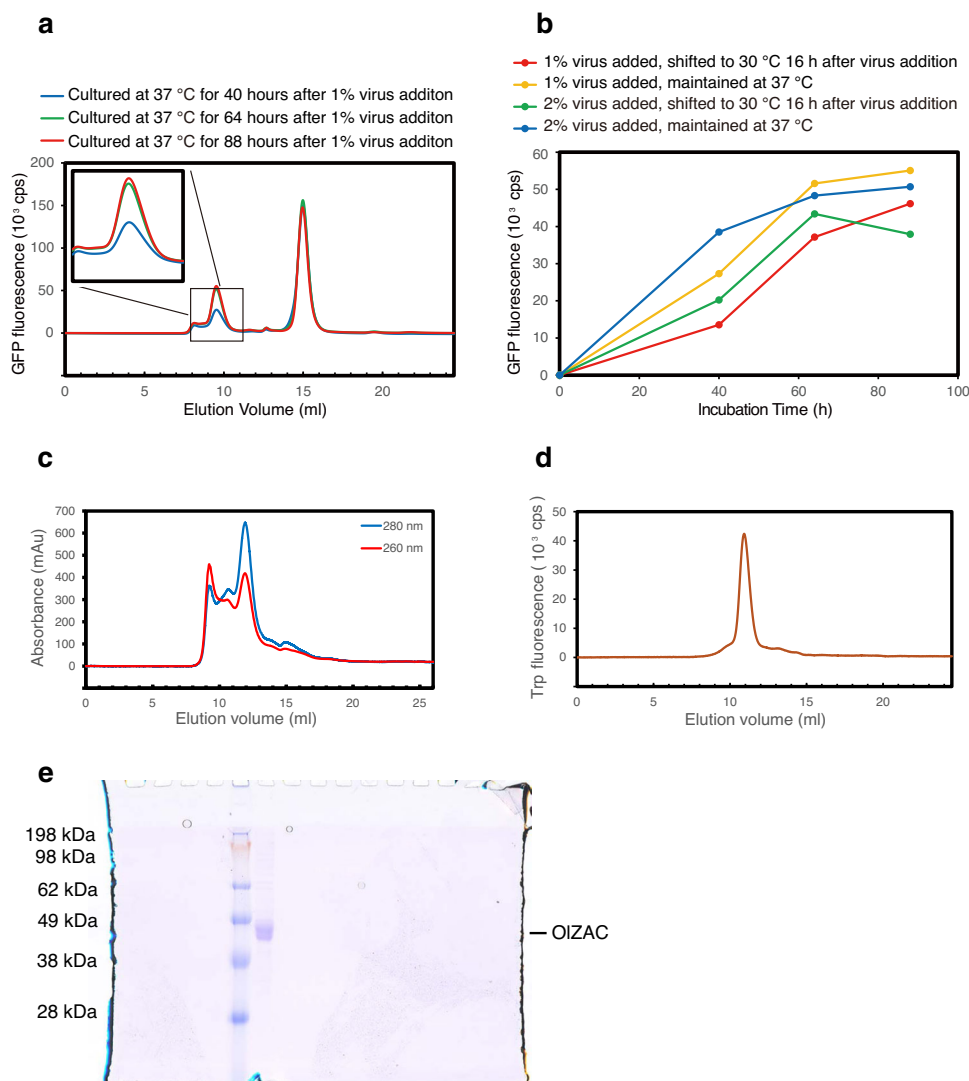 a
Cultured at 37 °C for 40 hours after 1% virus additon
Cultured at 37 °C for 64 hours after 1% virus additon
Cultured at 37 °C for 88 hours after 1% virus additon
GFP fluorescence (10³ cps)
200
150
100
50
0
0 5 10 15 20
Elution Volume (ml)
b
1% virus added, shifted to 30 °C 16 h after virus addition
1% virus added, maintained at 37 °C
2% virus added, shifted to 30 °C 16 h after virus addition
2% virus added, maintained at 37 °C
GFP fluorescence (10³ cps)
60
50
40
30
20
10
0
0 20 40 60 80 100
Incubation Time (h)
c
Absorbance (mAu)
700
600
500
400
300
200
100
0
280 nm
260 nm
0 5 10 15 20 25
Elution volume (ml)
d
Trp fluorescence ( 10³ cps)
50
40
30
20
10
0
0 5 10 15 20
Elution volume (ml)
e
198 kDa
98 kDa
62 kDa
49 kDa
38 kDa
28 kDa
OlZAC